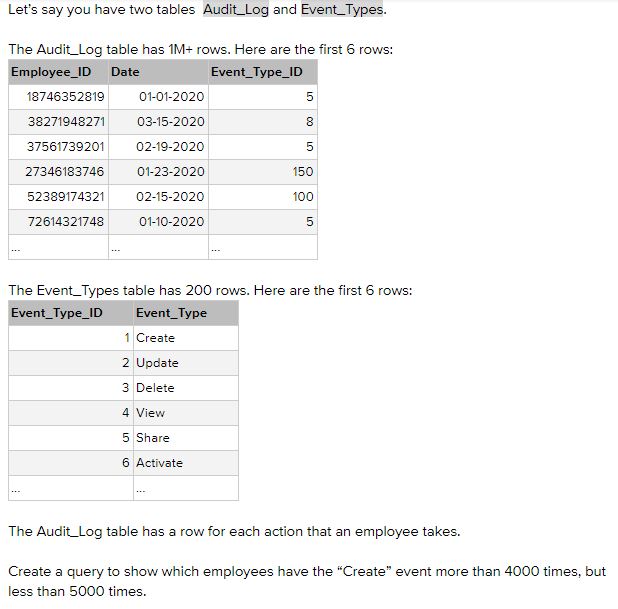 Let's say you have two tables Audit_Log and Event_Types.
The Audit_Log table has 1M+ rows. Here are the first 6 rows:
Employee_ID Date Event_Type_ID
18746352819 01-01-2020 5
38271948271 03-15-2020 8
37561739201 02-19-2020 5
27346183746 01-23-2020 150
52389174321 02-15-2020 100
72614321748 01-10-2020 5
... ... ...
The Event_Types table has 200 rows. Here are the first 6 rows:
Event_Type_ID Event_Type
1 Create
2 Update
3 Delete
4 View
5 Share
6 Activate
... ...
The Audit_Log table has a row for each action that an employee takes.
Create a query to show which employees have the “Create” event more than 4000 times, but
less than 5000 times.